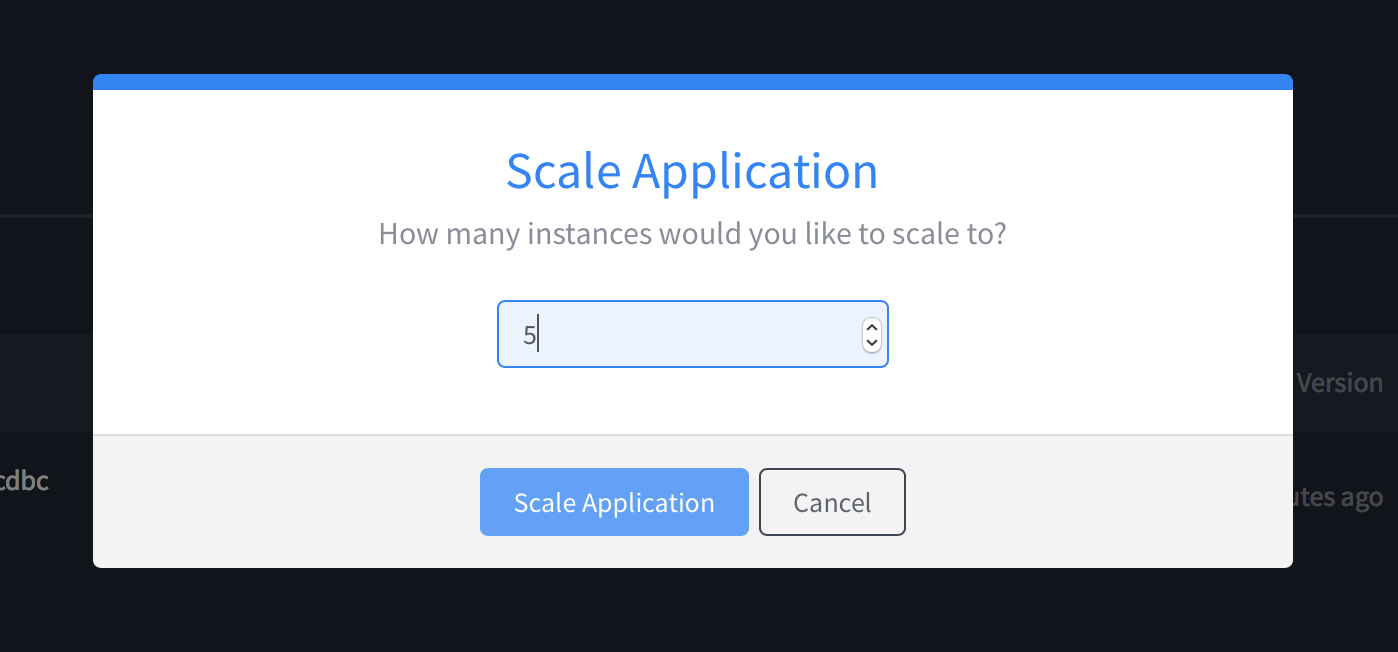 Scale Application
How many instances would you like to scale to?
5
Version
cdbc
utes ago
Scale Application
Cancel